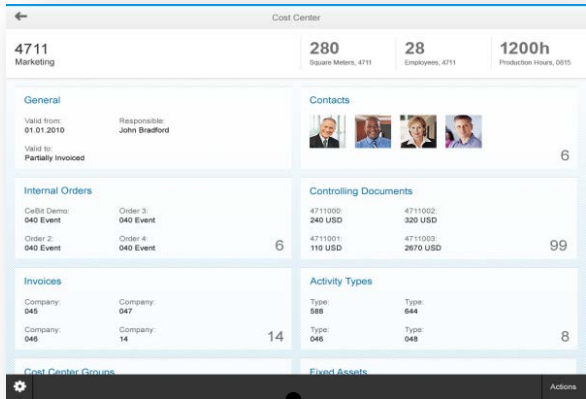 Cost Center
4711
Marketing
280
Square Meters, 4711
28
Employees, 4711
1200h
Production Hours, 0815
General
Valid from:
01.01.2010
Responsible:
John Bradford
Valid to:
Partially Invoiced
Contacts
6
Internal Orders
CeBit Demo:
040 Event
Order 3:
040 Event
Order 2:
040 Event
Order 4:
040 Event
6
Controlling Documents
4711000:
240 USD
4711002:
320 USD
4711001:
110 USD
4711003:
2670 USD
99
Invoices
Company:
045
Company:
047
Company:
046
Company:
14
14
Activity Types
Type:
588
Type:
644
Type:
046
Type:
048
8
Cost Center Groups
Fixed Assets
Actions